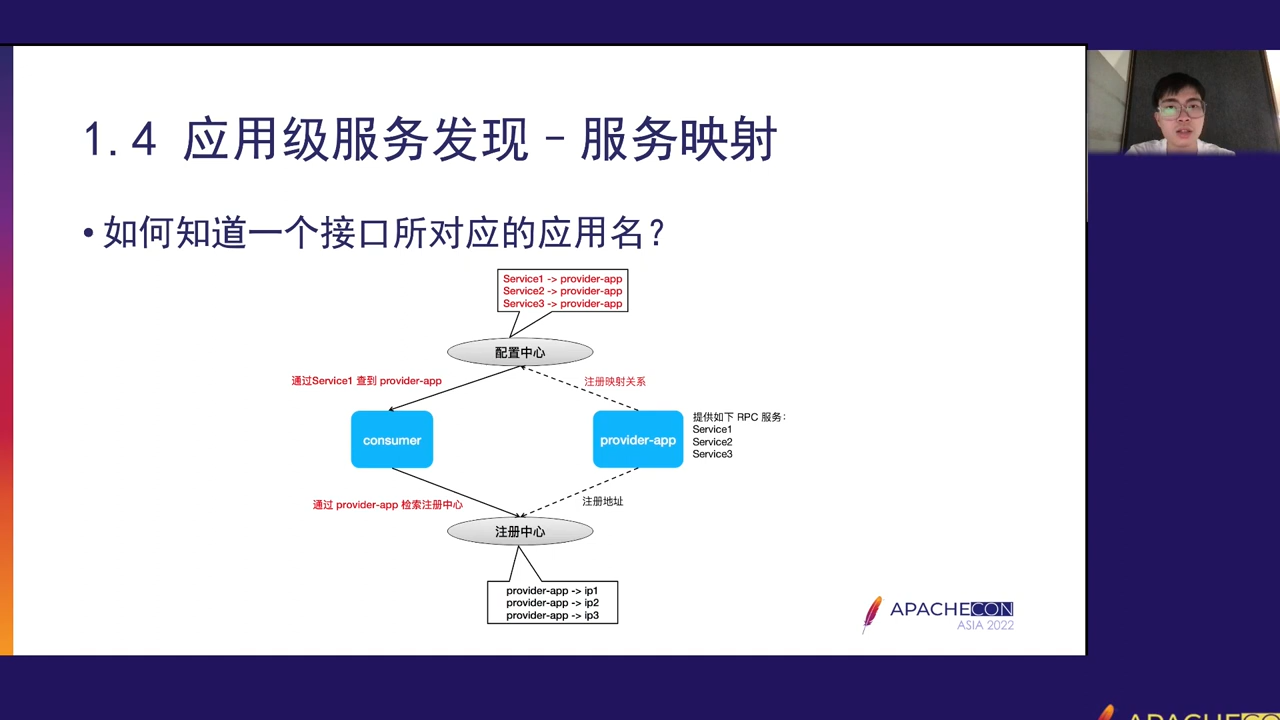 1.4 应用级服务发现 - 服务映射
• 如何知道一个接口所对应的应用名？
Service1 -> provider-app
Service2 -> provider-app
Service3 -> provider-app
配置中心
通过Service1 查到 provider-app
注册映射关系
consumer
provider-app
提供如下 RPC 服务：
Service1
Service2
Service3
通过 provider-app 检索注册中心
注册地址
注册中心
provider-app -> ip1
provider-app -> ip2
provider-app -> ip3
APACHECON
ASIA 2022